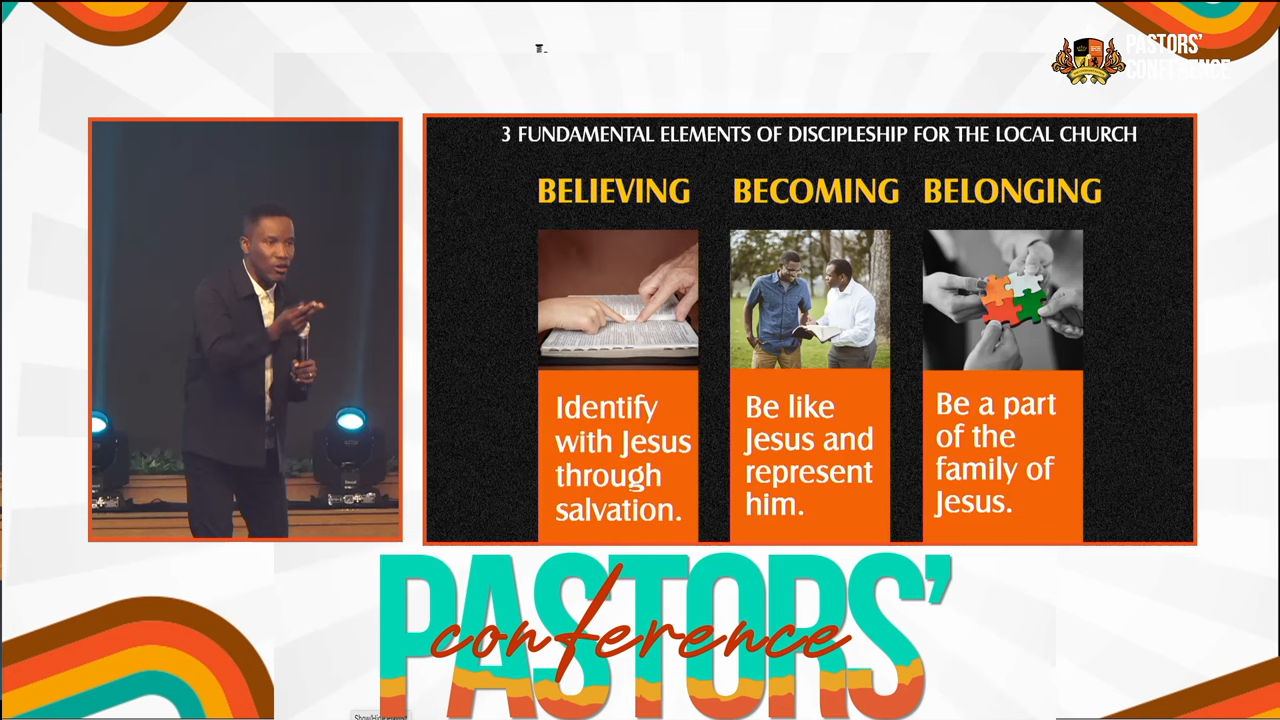 PASTORS'
CONFERENCE
3 FUNDAMENTAL ELEMENTS OF DISCIPLESHIP FOR THE LOCAL CHURCH
BELIEVING
BECOMING
BELONGING
Identify
with Jesus
through
salvation.
Be like
Jesus and
represent
him.
Be a part
of the
family of
Jesus.
PASTORS'
conference